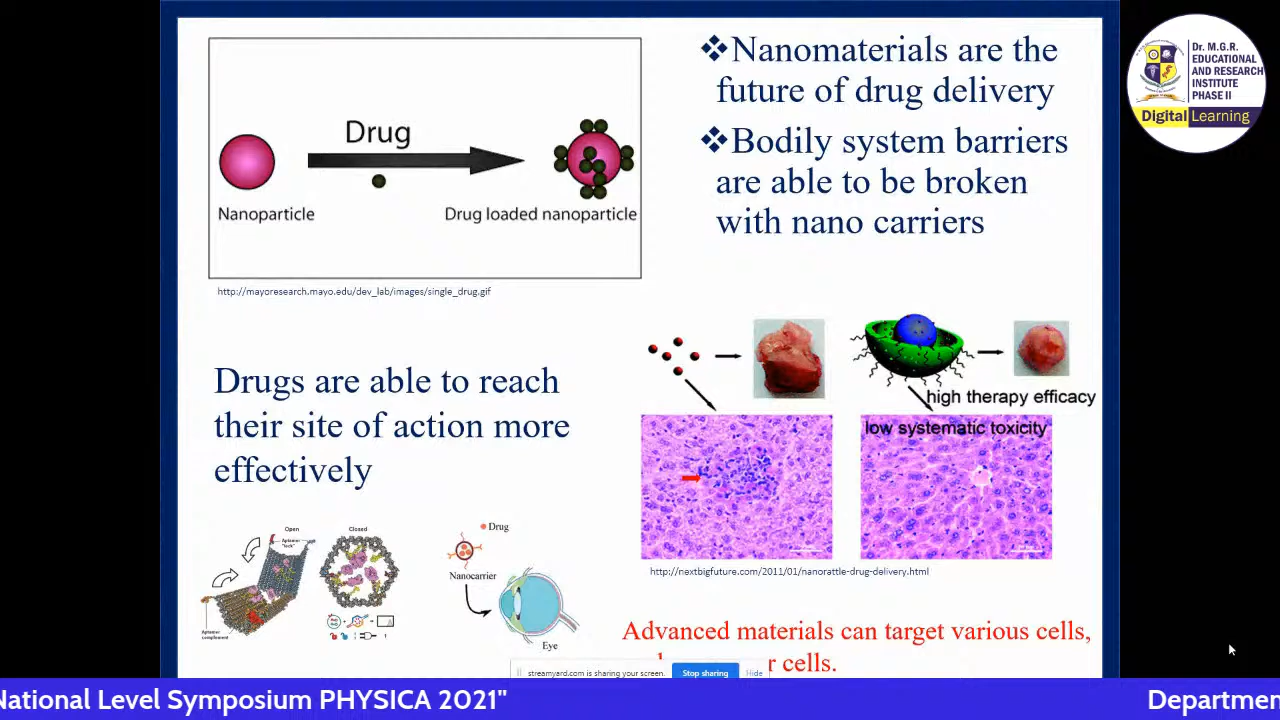 ❖Nanomaterials are the
future of drug delivery
❖Bodily system barriers
are able to be broken
with nano carriers
Dr. M.G.R.
EDUCATIONAL
AND RESEARCH
INSTITUTE
PHASE II
Digital Learning
Drug
Nanoparticle
Drug loaded nanoparticle
http://mayoresearch.mayo.edu/dev_lab/images/single_drug.gif
Drugs are able to reach
their site of action more
effectively
high therapy efficacy
low systematic toxicity
http://nextbigfuture.com/2011/01/nanorattle-drug-delivery.html
Open
Closed
Aptamer
"lock"
Aptamer
complement
Drug
Nanocarrier
Eye
Advanced materials can target various cells,
cells.
streamyard.com is sharing your screen.
Stop sharing
Hide
National Level Symposium PHYSICA 2021"
Departmen